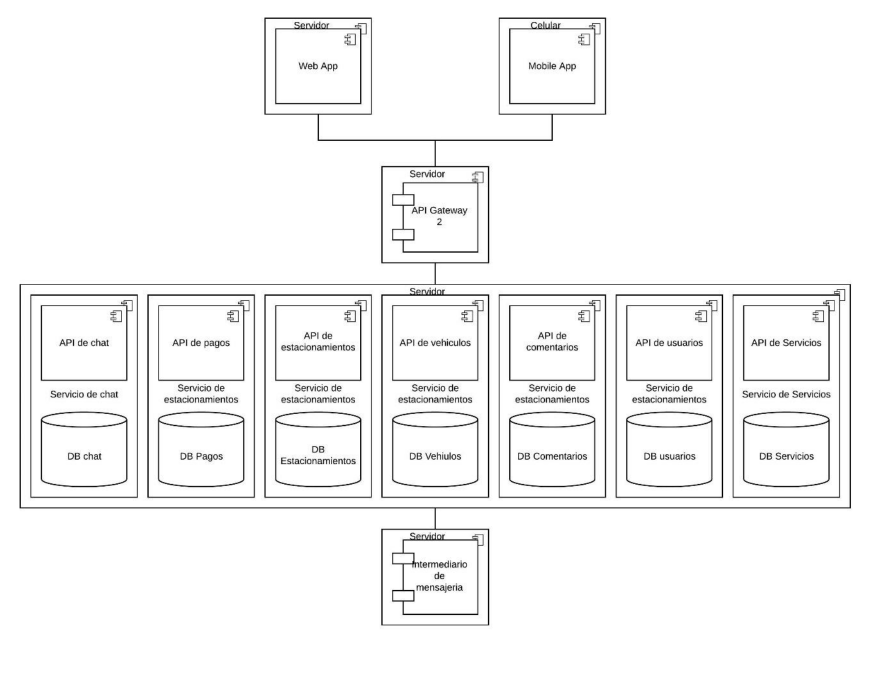 Servidor
Web App
Celular
Mobile App
Servidor
API Gateway
2
Servidor
API de chat
Servicio de chat
DB chat
API de pagos
Servicio de
estacionamientos
DB Pagos
API de
estacionamientos
Servicio de
estacionamientos
DB
Estacionamientos
API de vehiculos
Servicio de
estacionamientos
DB Vehiulos
API de
comentarios
Servicio de
estacionamientos
DB Comentarios
API de usuarios
Servicio de
estacionamientos
DB usuarios
API de Servicios
Servicio de Servicios
DB Servicios
Servidor
Intermediario
de
mensajeria